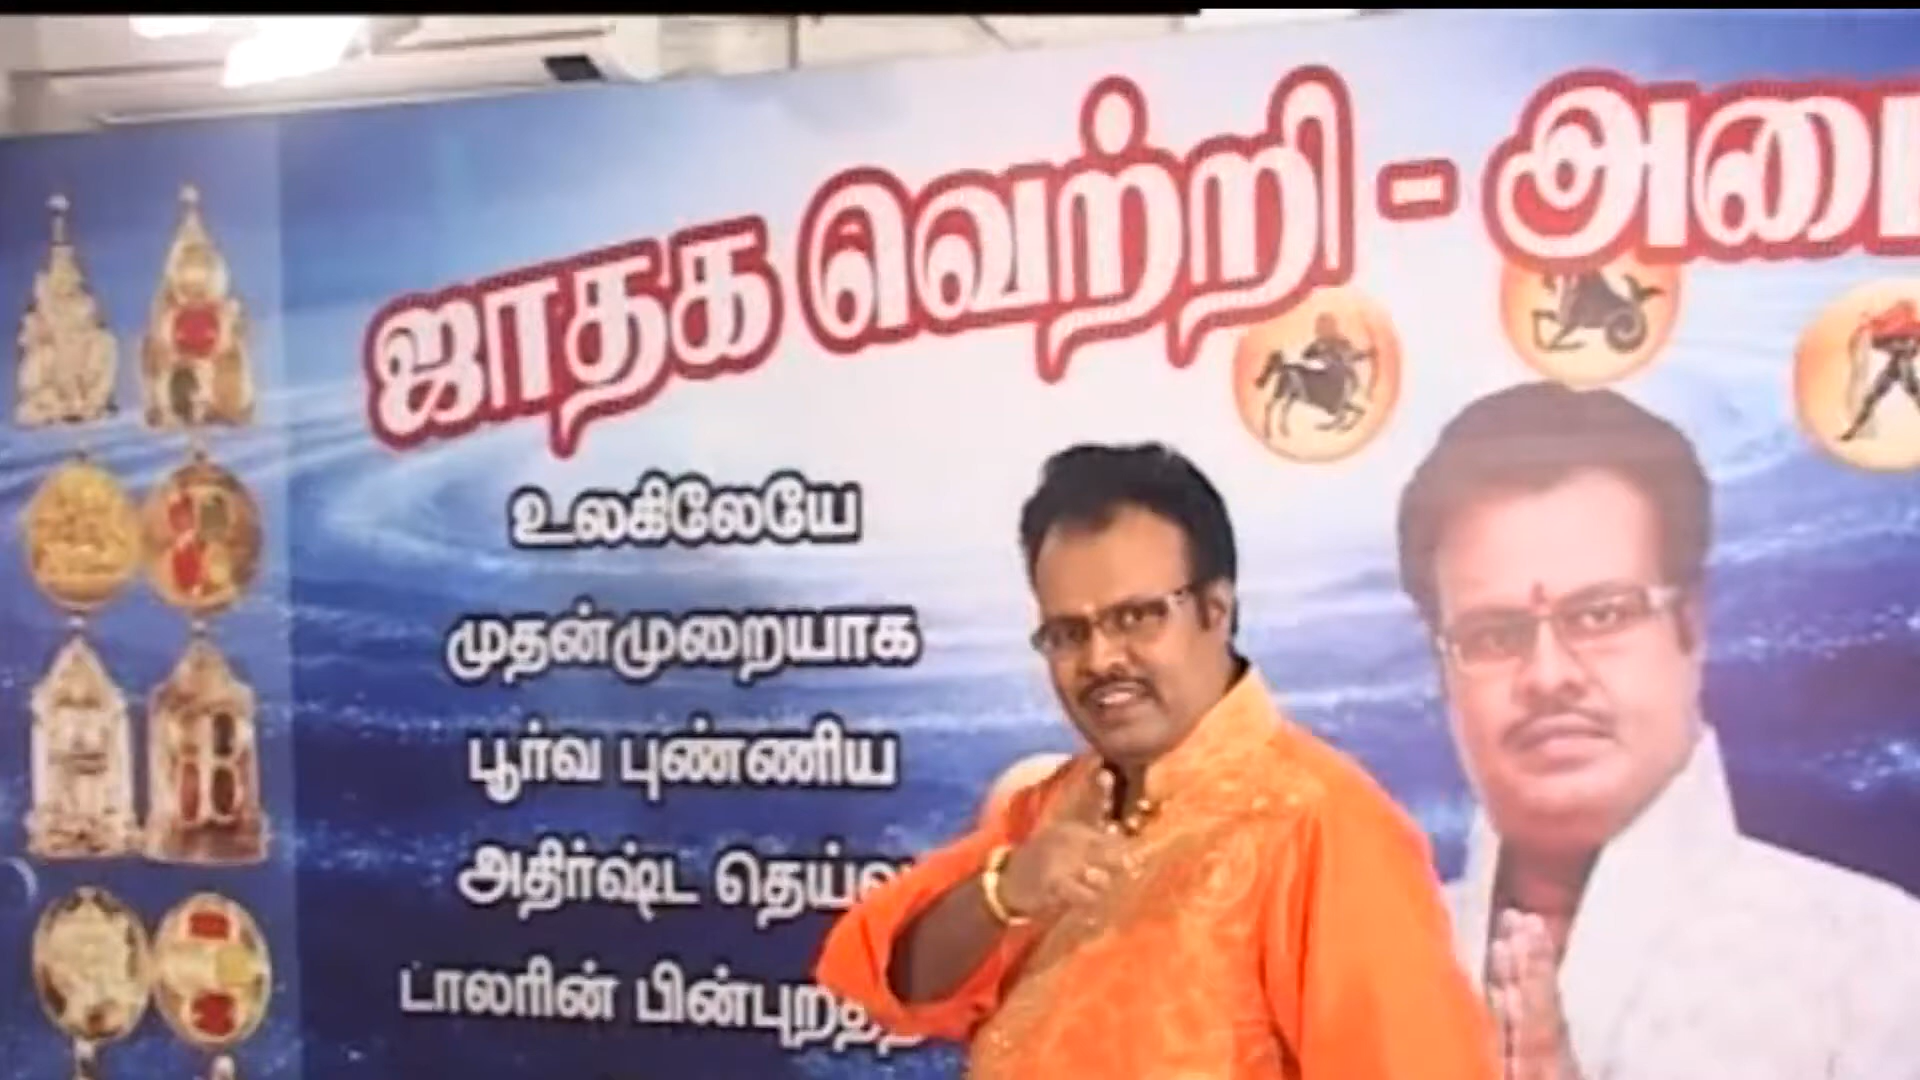 ஜாதக வெற்றி -
உலகிலேயே
முதன்முறையாக
பூர்வ புண்ணிய
அதிர்ஷ்ட
டாலரின்